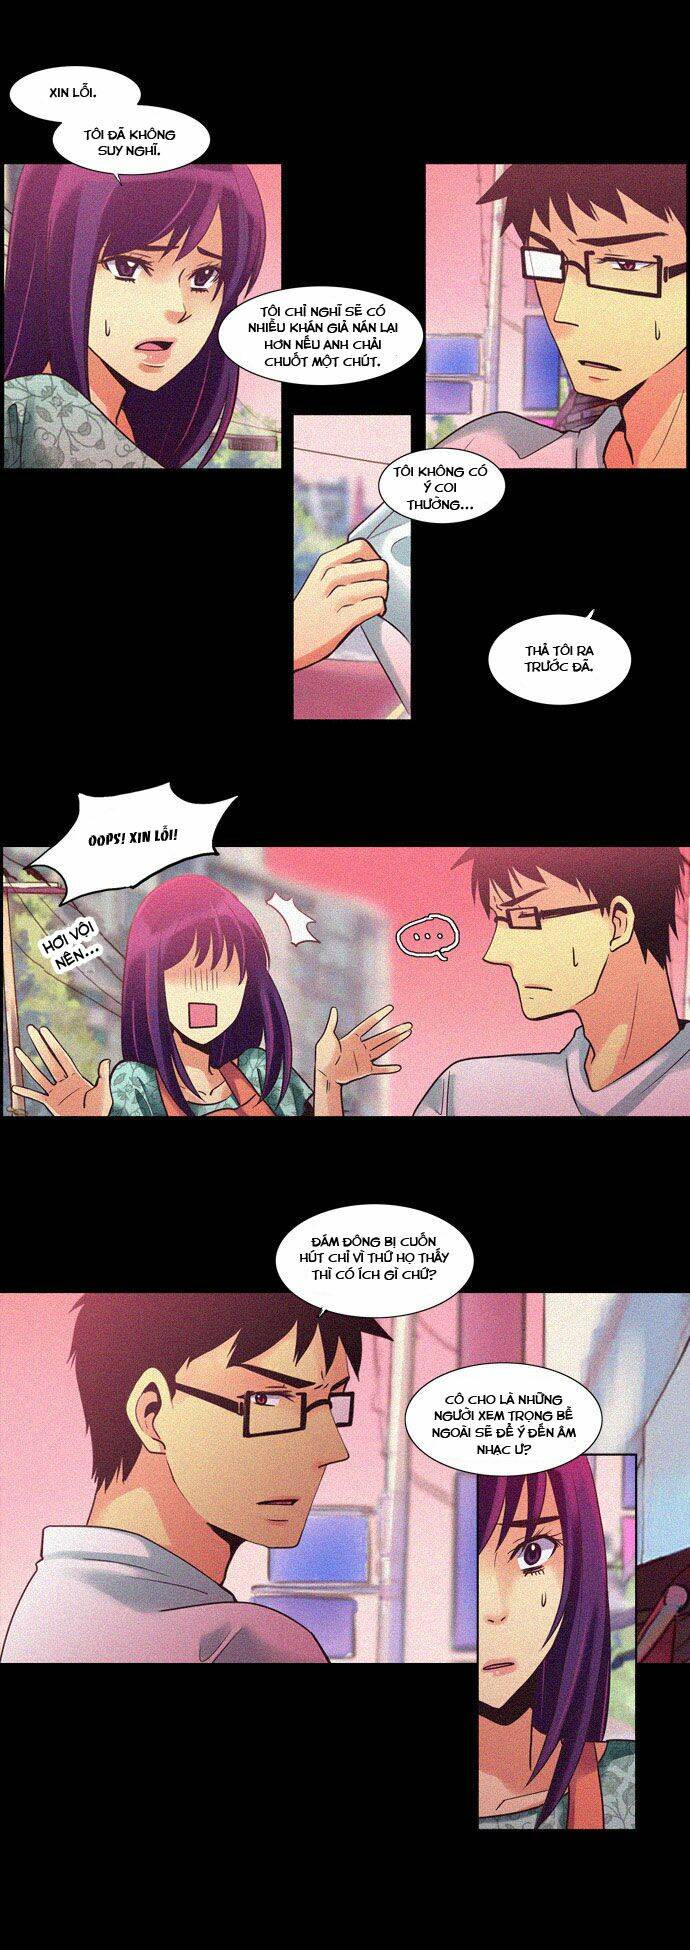 XIN LỖI.
TÔI ĐÃ KHÔNG
SUY NGHĨ.
TÔI CHỈ NGHĨ SẼ CÓ
NHIỀU KHÁN GIẢ NÁN LẠI
HƠN NẾU ANH CHẢI
CHUỐT MỘT CHÚT.
TÔI KHÔNG CÓ
Ý COI
THƯỜNG...
THẢ TÔI RA
TRƯỚC ĐÃ.
OOPS! XIN LỖI!
HƠI VỘI
NÊN...
...
ĐÁM ĐÔNG BỊ CUỐN
HÚT CHỈ VÌ THỨ HỌ THẤY
THÌ CÓ ÍCH GÌ CHỨ?
CÔ CHO LÀ NHỮNG
NGƯỜI XEM TRỌNG BỀ
NGOÀI SẼ ĐỂ Ý ĐẾN ÂM
NHẠC Ư?